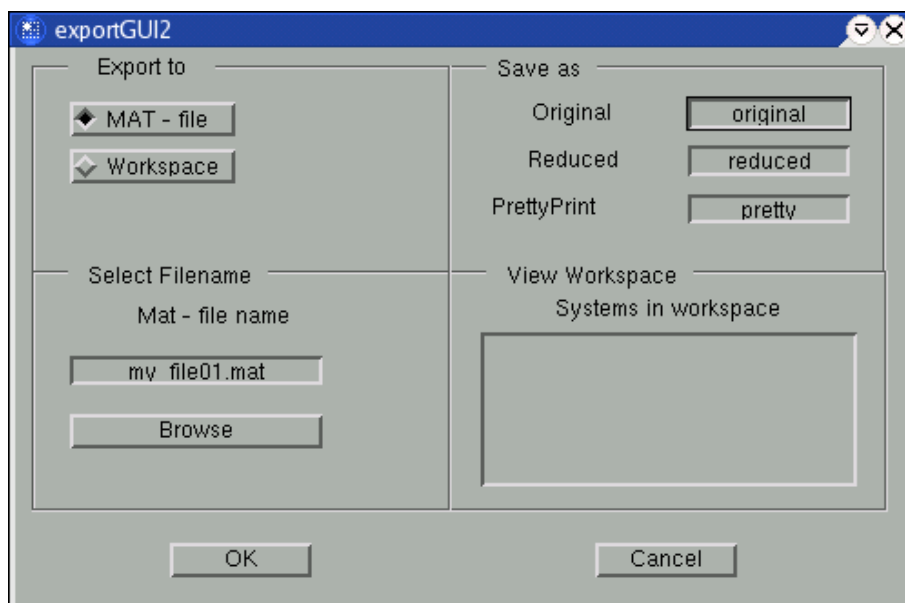 exportGUI2
Export to
MAT - file
Workspace
Save as
Original original
Reduced reduced
PrettyPrint pretty
Select Filename
Mat - file name
my_file01.mat
Browse
View Workspace
Systems in workspace
OK
Cancel